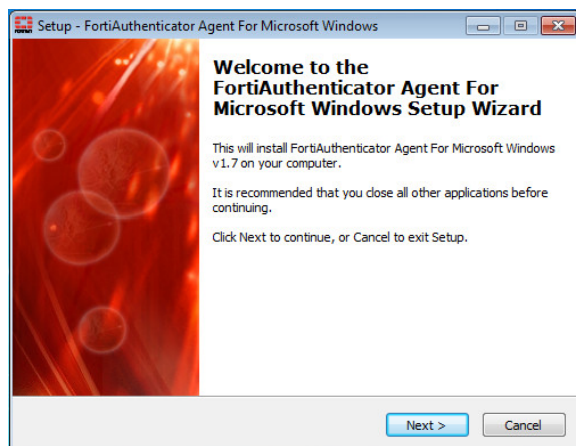 Setup - FortiAuthenticator Agent For Microsoft Windows
Welcome to the
FortiAuthenticator Agent For
Microsoft Windows Setup Wizard
This will install FortiAuthenticator Agent For Microsoft Windows
v1.7 on your computer.
It is recommended that you close all other applications before
continuing.
Click Next to continue, or Cancel to exit Setup.
Next >
Cancel